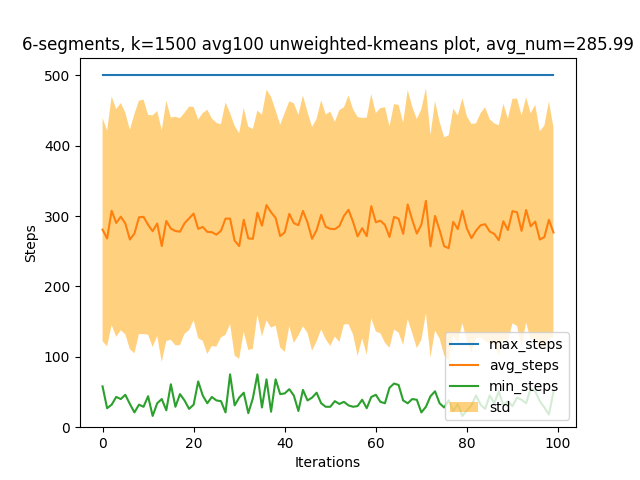 6-segments, k=1500 avg100 unweighted-kmeans plot, avg_num=285.99
500
400
300
200
100
0
Steps
max_steps
avg_steps
min_steps
std
0 20 40 60 80 100
Iterations